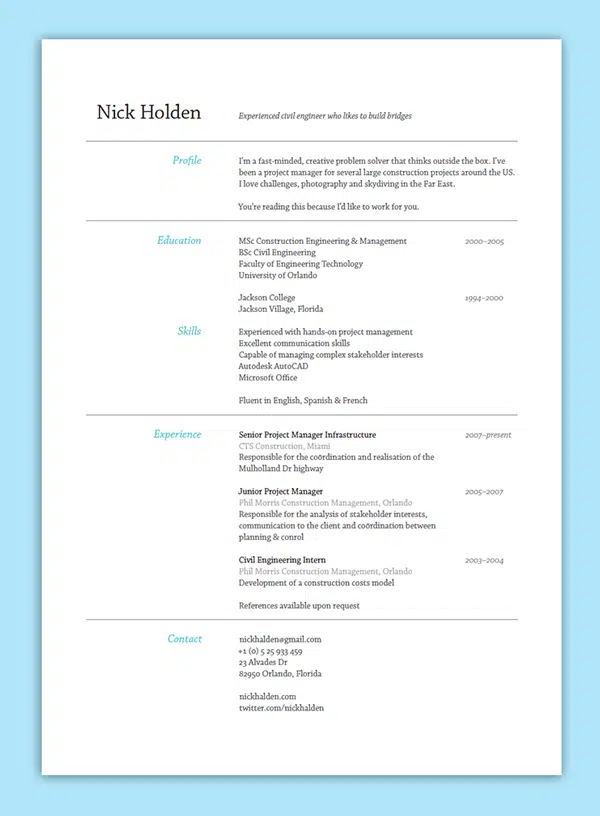 Nick Holden
Experienced civil engineer who likes to build bridges
Profile
I'm a fast-minded, creative problem solver that thinks outside the box. I've
been a project manager for several large construction projects around the US.
I love challenges, photography and skydiving in the Far East.
You're reading this because I'd like to work for you.
Education
MSc Construction Engineering & Management 2000–2005
BSc Civil Engineering
Faculty of Engineering Technology
University of Orlando
Jackson College 1994–2000
Jackson Village, Florida
Skills
Experienced with hands-on project management
Excellent communication skills
Capable of managing complex stakeholder interests
Autodesk AutoCAD
Microsoft Office
Fluent in English, Spanish & French
Experience
Senior Project Manager Infrastructure 2007–present
CTS Construction, Miami
Responsible for the coördination and realisation of the
Mulholland Dr highway
Junior Project Manager 2005–2007
Phil Morris Construction Management, Orlando
Responsible for the analysis of stakeholder interests,
communication to the client and coördination between
planning & conrol
Civil Engineering Intern 2003–2004
Phil Morris Construction Management, Orlando
Development of a construction costs model
References available upon request
Contact
nickhalden@gmail.com
+1 (0) 5 25 933 459
23 Alvades Dr
82950 Orlando, Florida
nickhalden.com
twitter.com/nickhalden